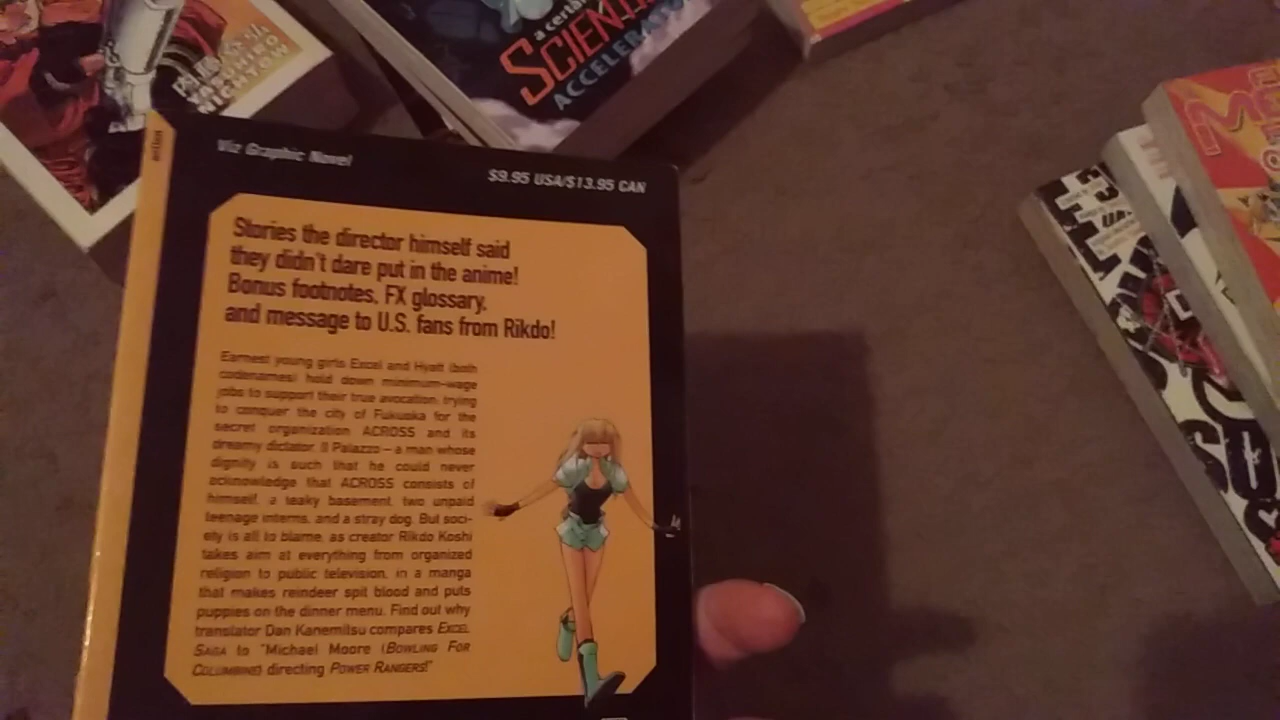 YASUHIRO
NIGHTOW
a certain
SCIENTI
ACCELERATOR
action
Viz Graphic Novel
$9.95 USA/$13.95 CAN
Stories the director himself said
they didn't dare put in the anime!
Bonus footnotes, FX glossary,
and message to U.S. fans from Rikdo!
Earnest young girls Excel and Hyatt (both
codenames) hold down minimum-wage
jobs to support their true avocation: trying
to conquer the city of Fukuoka for the
secret organization ACROSS and its
dreamy dictator, Il Palazzo – a man whose
dignity is such that he could never
acknowledge that ACROSS consists of
himself, a leaky basement, two unpaid
teenage interns, and a stray dog. But soci-
ety is all to blame, as creator Rikdo Koshi
takes aim at everything from organized
religion to public television, in a manga
that makes reindeer spit blood and puts
puppies on the dinner menu. Find out why
translator Dan Kanemitsu compares EXCEL
SAGA to "Michael Moore (BOWLING FOR
COLUMBINE) directing POWER RANGERS!"